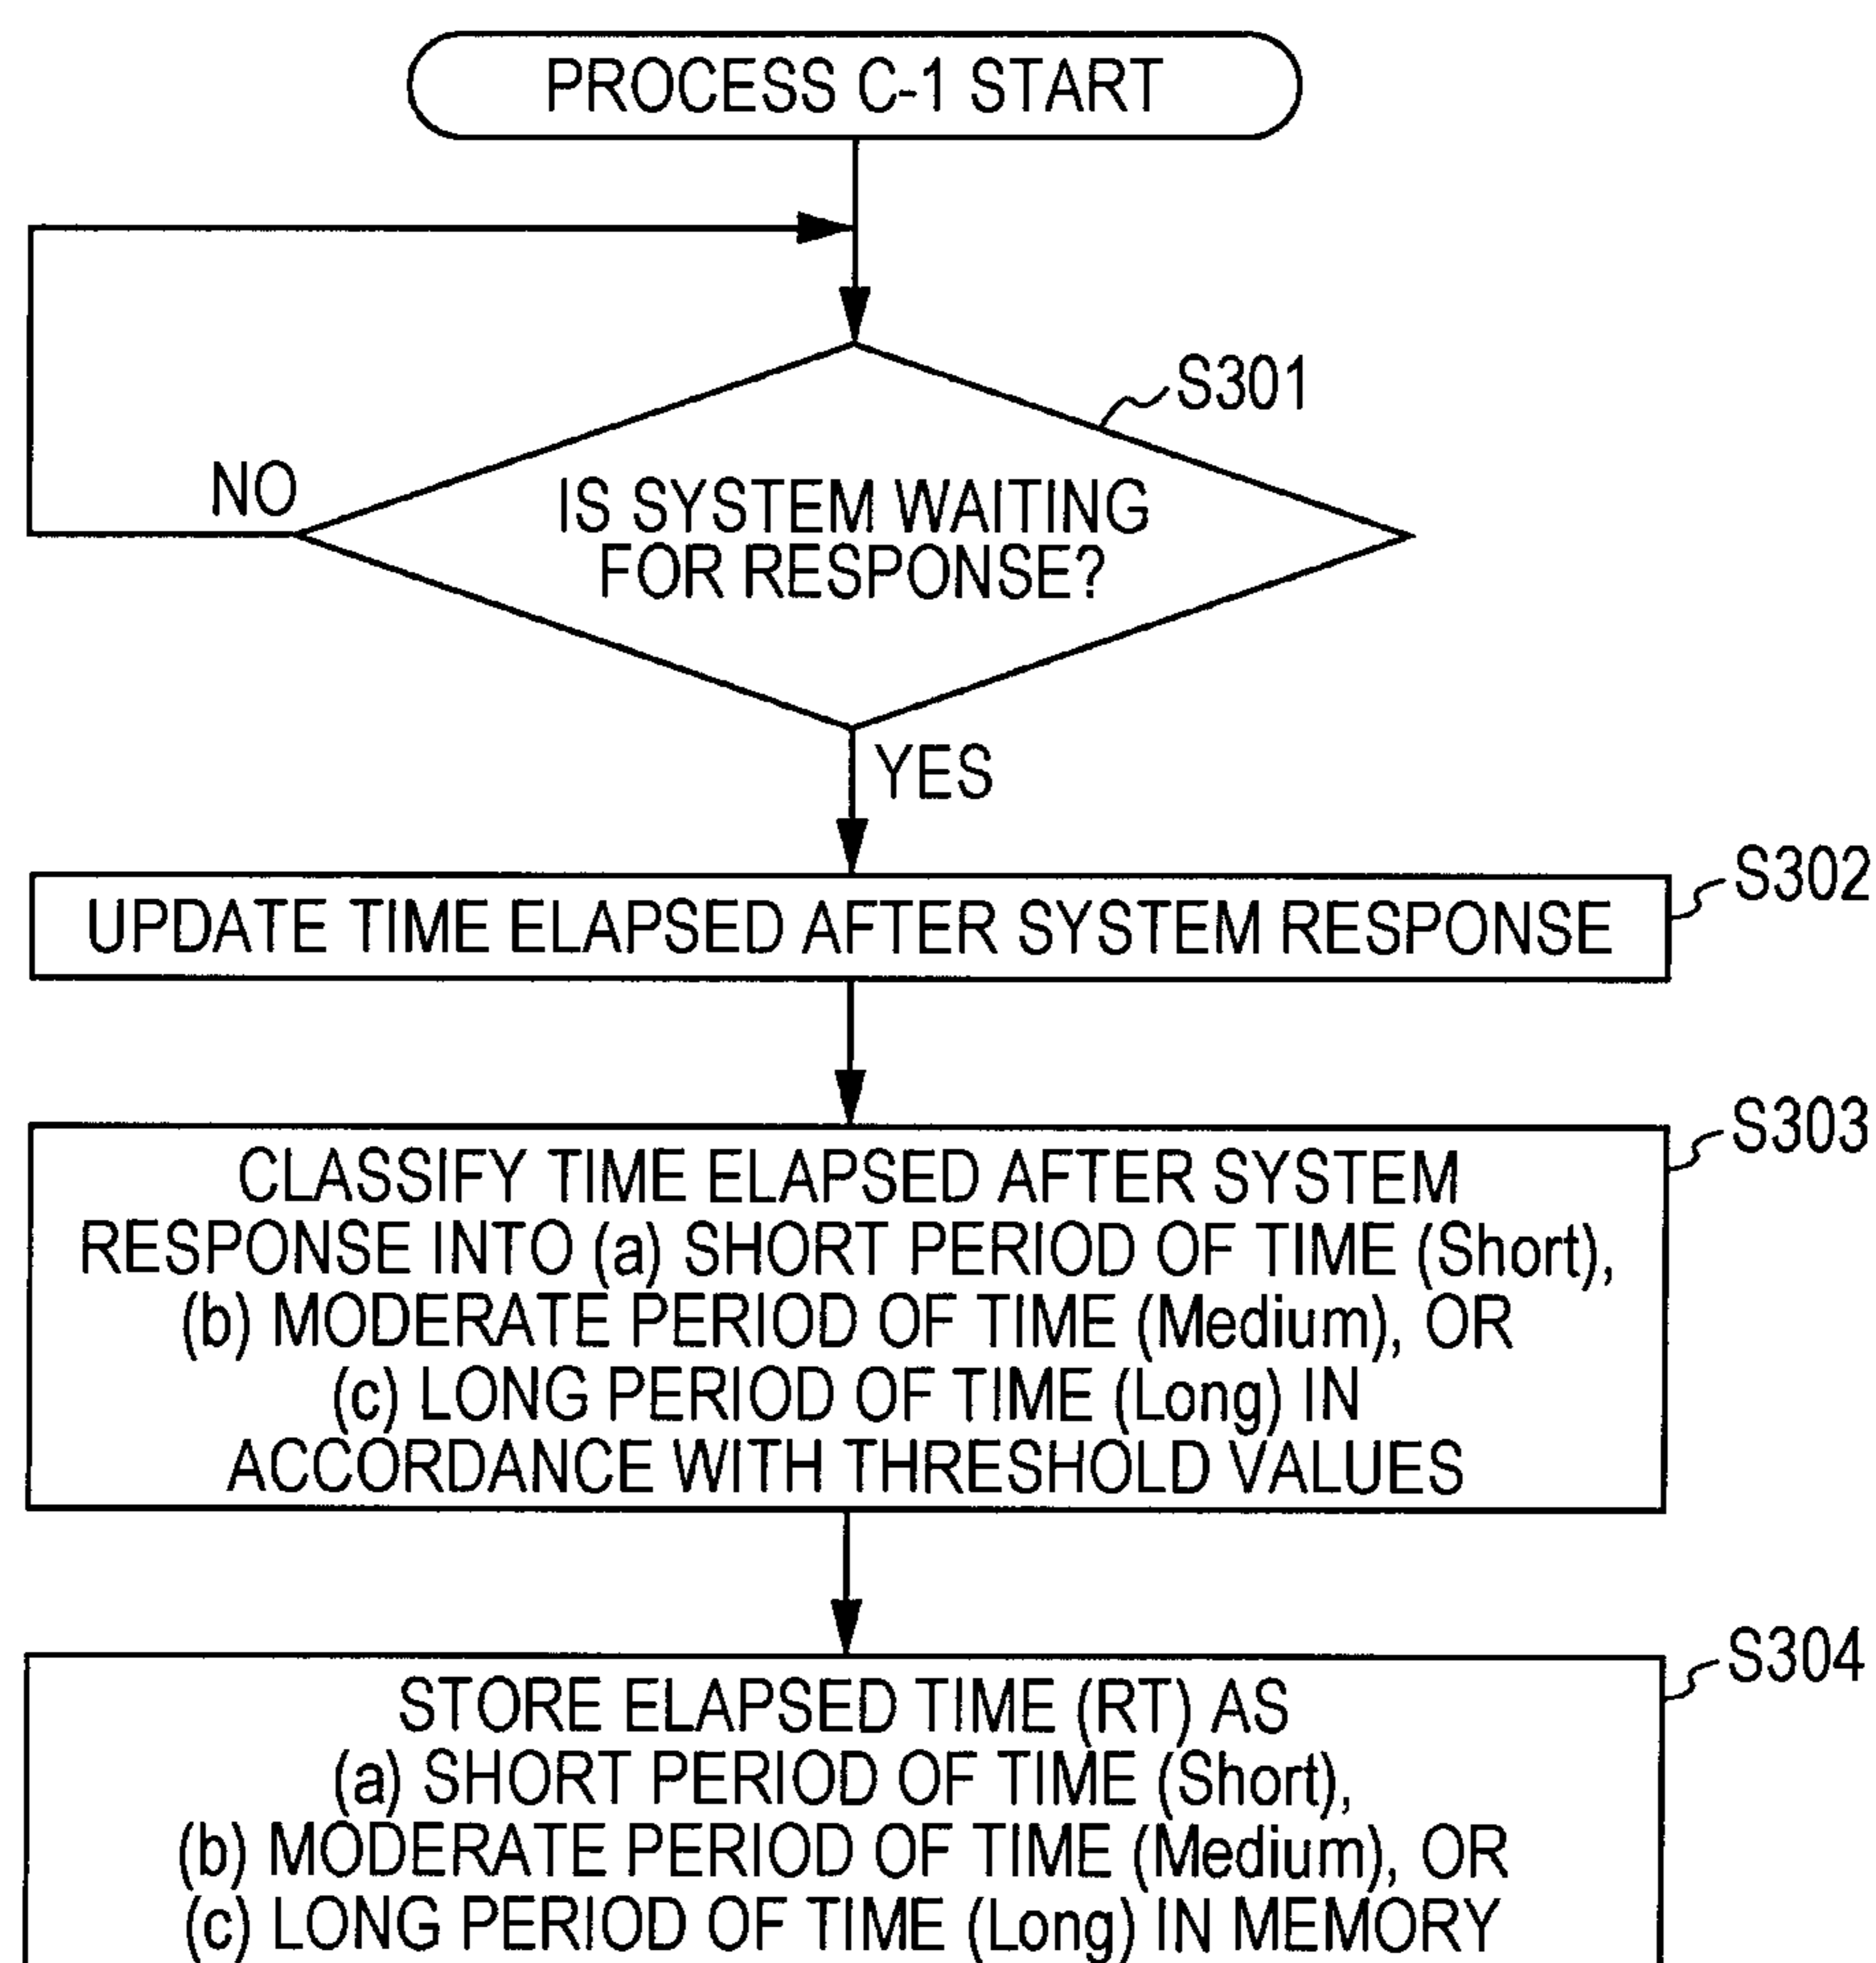 PROCESS C-1 START
S301
NO
IS SYSTEM WAITING
FOR RESPONSE?
YES
S302
UPDATE TIME ELAPSED AFTER SYSTEM RESPONSE
S303
CLASSIFY TIME ELAPSED AFTER SYSTEM
RESPONSE INTO (a) SHORT PERIOD OF TIME (Short),
(b) MODERATE PERIOD OF TIME (Medium), OR
(c) LONG PERIOD OF TIME (Long) IN
ACCORDANCE WITH THRESHOLD VALUES
S304
STORE ELAPSED TIME (RT) AS
(a) SHORT PERIOD OF TIME (Short),
(b) MODERATE PERIOD OF TIME (Medium), OR
(c) LONG PERIOD OF TIME (Long) IN MEMORY